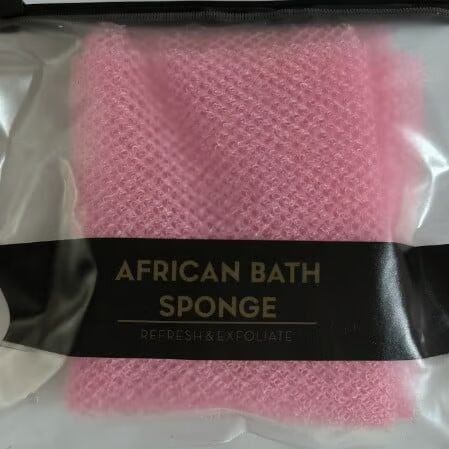 AFRICAN BATH
SPONGE
REFRESH & EXFOLIATE